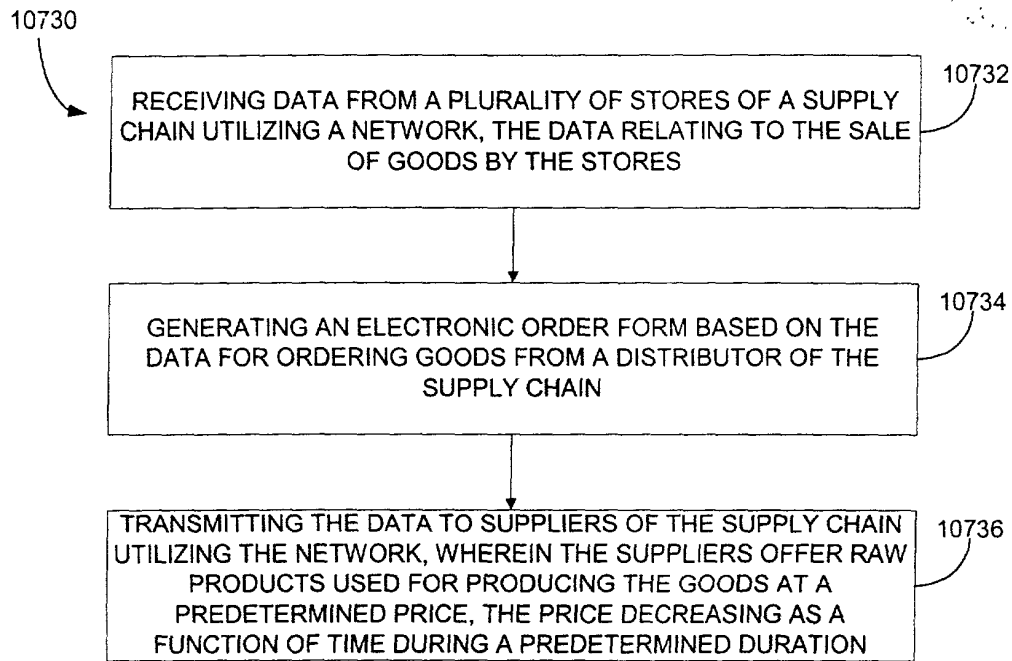 10730
10732
RECEIVING DATA FROM A PLURALITY OF STORES OF A SUPPLY
CHAIN UTILIZING A NETWORK, THE DATA RELATING TO THE SALE
OF GOODS BY THE STORES
10734
GENERATING AN ELECTRONIC ORDER FORM BASED ON THE
DATA FOR ORDERING GOODS FROM A DISTRIBUTOR OF THE
SUPPLY CHAIN
10736
TRANSMITTING THE DATA TO SUPPLIERS OF THE SUPPLY CHAIN
UTILIZING THE NETWORK, WHEREIN THE SUPPLIERS OFFER RAW
PRODUCTS USED FOR PRODUCING THE GOODS AT A
PREDETERMINED PRICE, THE PRICE DECREASING AS A
FUNCTION OF TIME DURING A PREDETERMINED DURATION